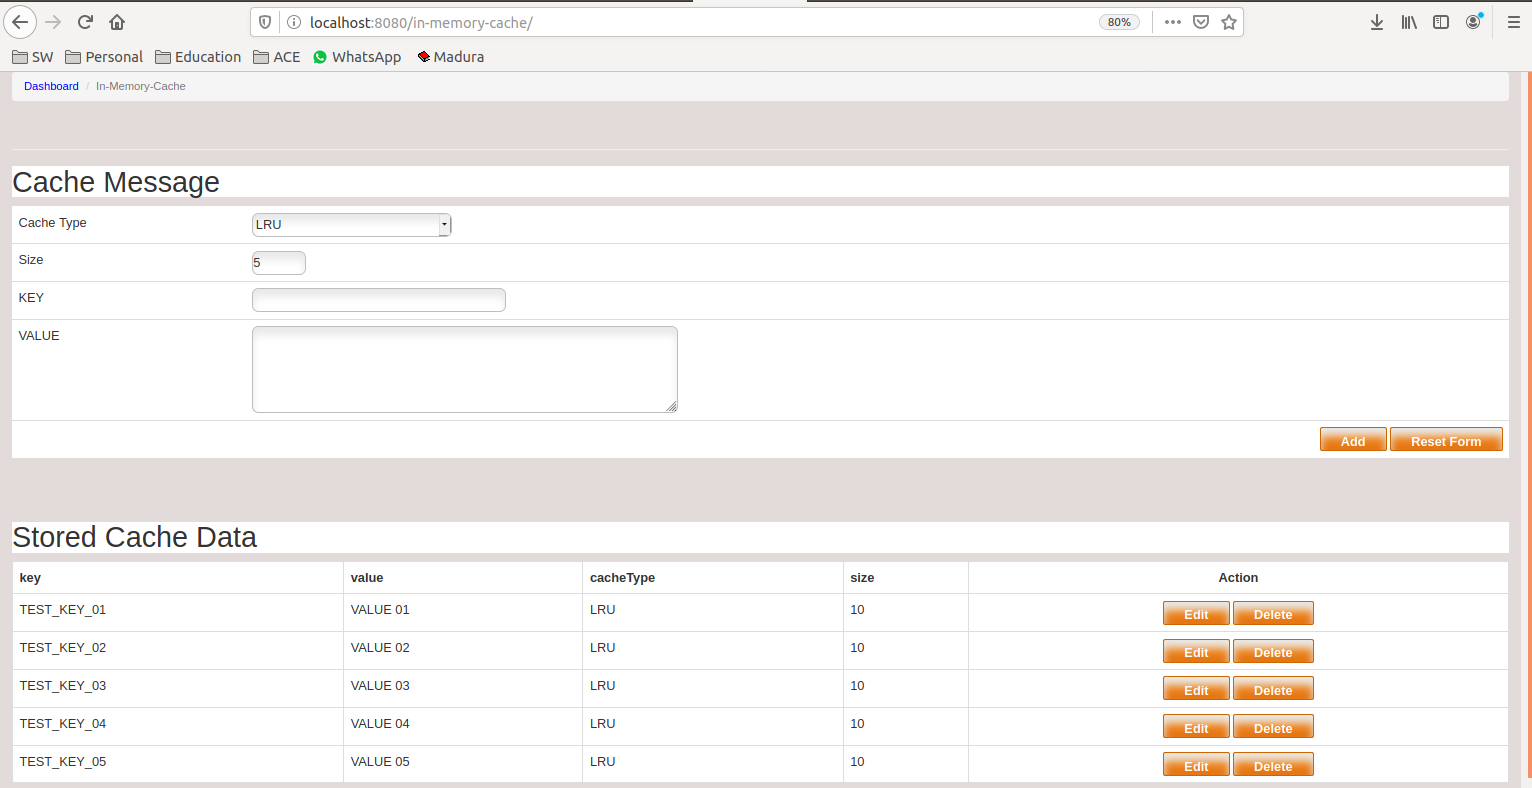 localhost:8080/in-memory-cache/ 80%
SW Personal Education ACE WhatsApp Madura
Dashboard / In-Memory-Cache
Cache Message
Cache Type LRU
Size 5
KEY
VALUE
Add Reset Form
Stored Cache Data
key value cacheType size Action
TEST_KEY_01 VALUE 01 LRU 10 Edit Delete
TEST_KEY_02 VALUE 02 LRU 10 Edit Delete
TEST_KEY_03 VALUE 03 LRU 10 Edit Delete
TEST_KEY_04 VALUE 04 LRU 10 Edit Delete
TEST_KEY_05 VALUE 05 LRU 10 Edit Delete